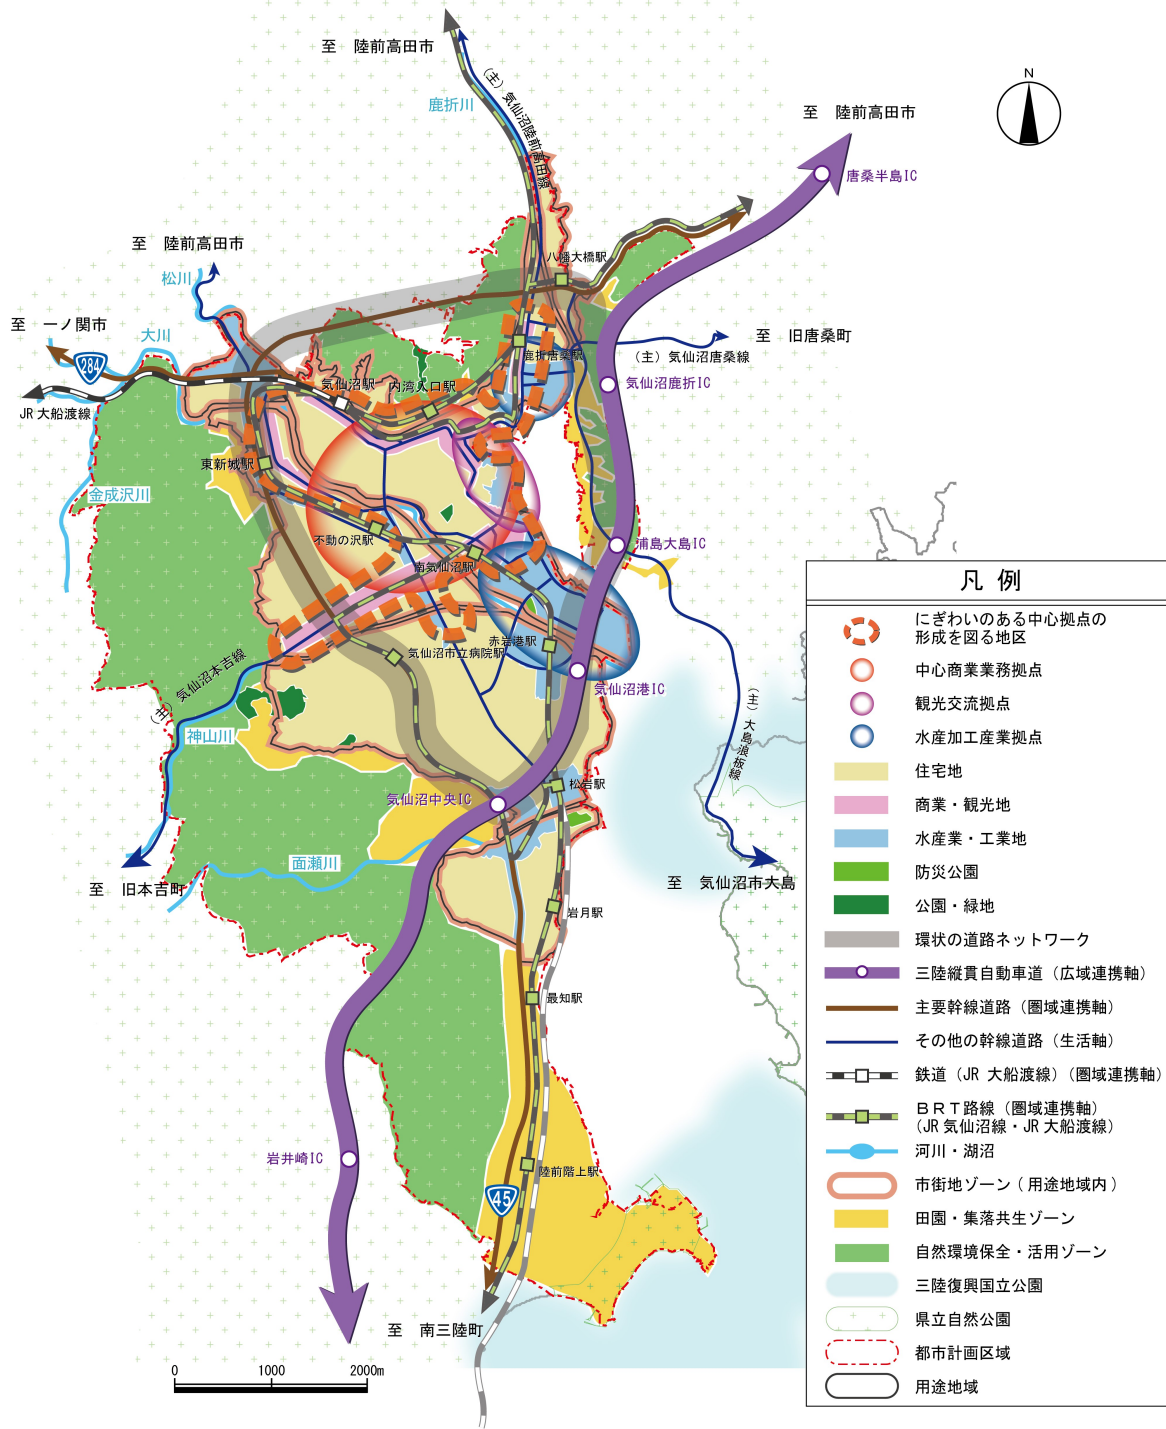 至　陸前高田市
N
(主) 気仙沼陸前高田線
鹿折川
至　陸前高田市
唐桑半島IC
至　陸前高田市
松川
八幡大橋駅
至　一ノ関市
大川
284
至　旧唐桑町
(主) 気仙沼唐桑線
鹿折唐桑駅
気仙沼鹿折IC
気仙沼駅
内湾入口駅
JR 大船渡線
東新城駅
金成沢川
不動の沢駅
浦島大島IC
南気仙沼駅
赤岩港駅
気仙沼市立病院駅
(主) 気仙沼本吉線
気仙沼港IC
(主) 大島浪板線
神山川
松岩駅
気仙沼中央IC
面瀬川
至　旧本吉町
至　気仙沼市大島
岩月駅
最知駅
岩井崎IC
陸前階上駅
45
至　南三陸町
0 1000 2000m
凡 例
にぎわいのある中心拠点の
形成を図る地区
中心商業業務拠点
観光交流拠点
水産加工産業拠点
住宅地
商業・観光地
水産業・工業地
防災公園
公園・緑地
環状の道路ネットワーク
三陸縦貫自動車道（広域連携軸）
主要幹線道路（圏域連携軸）
その他の幹線道路（生活軸）
鉄道（JR 大船渡線）（圏域連携軸）
ＢＲＴ路線（圏域連携軸）
（JR 気仙沼線・JR 大船渡線）
河川・湖沼
市街地ゾーン ( 用途地域内 )
田園・集落共生ゾーン
自然環境保全・活用ゾーン
三陸復興国立公園
県立自然公園
都市計画区域
用途地域